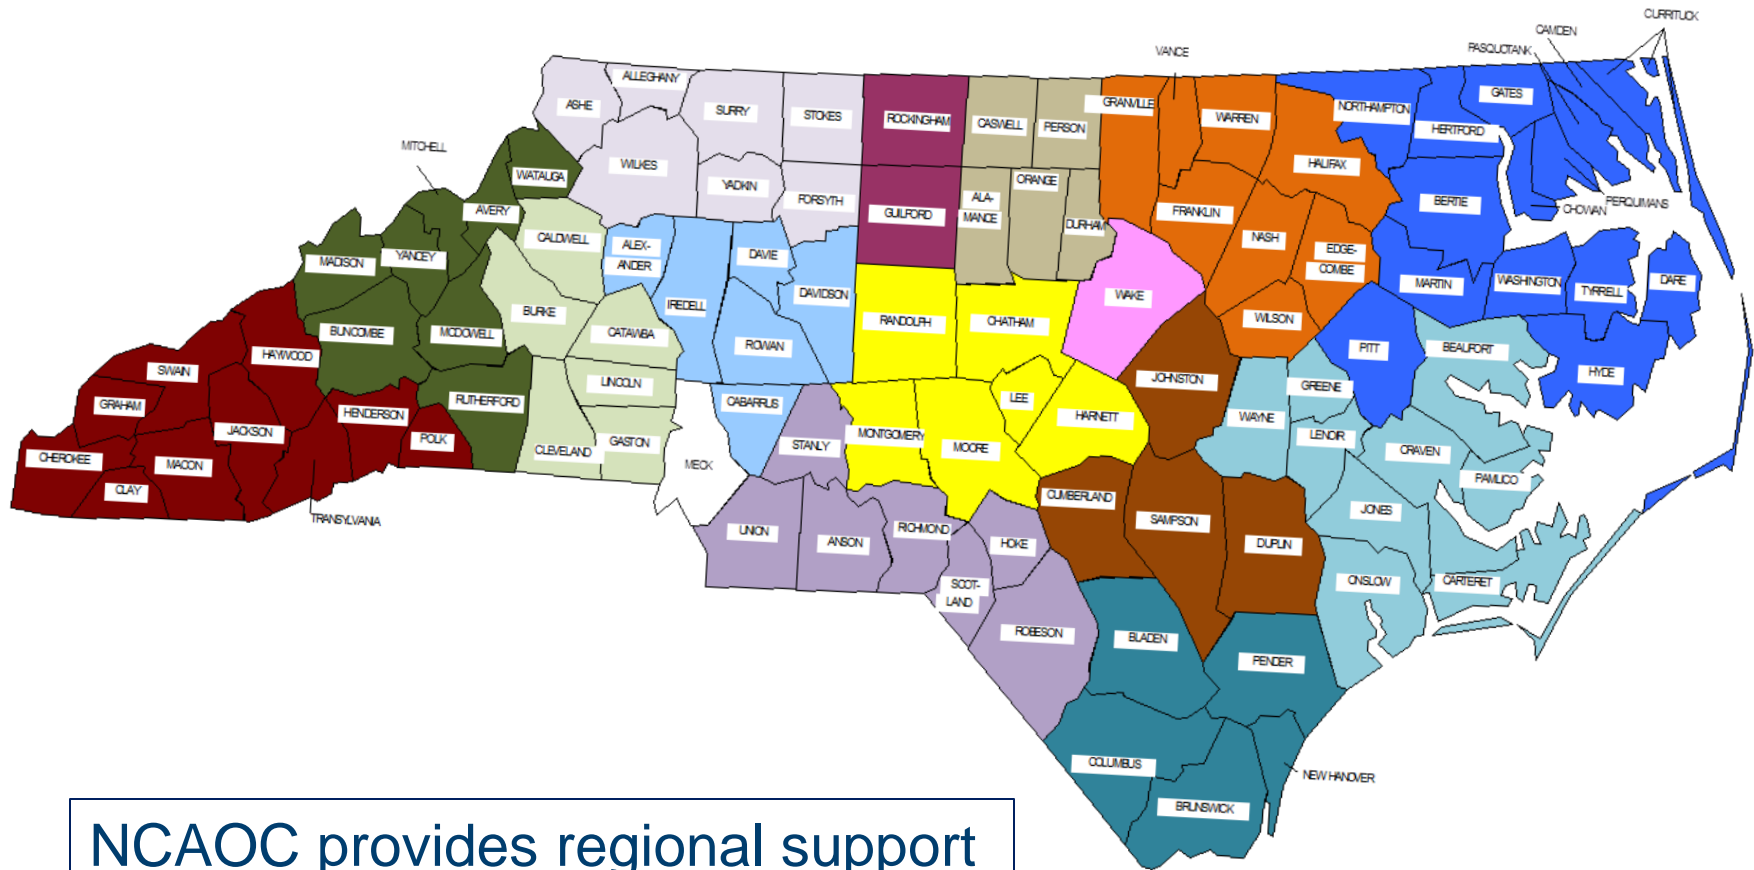 CURRITUCK
CAMDEN
PASQUOTANK
VANCE
ALLEGHANY
ASHE
SURRY
STOKES
ROCKINGHAM
CASWELL
PERSON
GRANVILLE
WARREN
NORTHAMPTON
GATES
HERTFORD
MITCHELL
WATAUGA
WILKES
YADKIN
FORSYTH
GUILFORD
ALA-
MANCE
ORANGE
DURHAM
FRANKLIN
HALIFAX
BERTIE
CHOWAN
PERQUIMANS
AVERY
CALDWELL
ALEX-
ANDER
DAVIE
NASH
EDGE-
COMBE
MADISON
YANCEY
IREDELL
DAVIDSON
WAKE
MARTIN
WASHINGTON
TYRRELL
DARE
BUNCOMBE
MCDOWELL
BURKE
CATAWBA
ROWAN
RANDOLPH
CHATHAM
WILSON
PITT
BEAUFORT
HYDE
SWAIN
HAYWOOD
GRAHAM
HENDERSON
RUTHERFORD
LINCOLN
CABARRUS
LEE
HARNETT
JOHNSTON
WAYNE
GREENE
CHEROKEE
MACON
JACKSON
POLK
CLEVELAND
GASTON
MECK
STANLY
MONTGOMERY
MOORE
LENOIR
CRAVEN
PAMLICO
CLAY
TRANSYLVANIA
UNION
ANSON
RICHMOND
HOKE
CUMBERLAND
SAMPSON
DUPLIN
JONES
SCOT-
LAND
ROBESON
BLADEN
PENDER
ONSLOW
CARTERET
COLUMBUS
BRUNSWICK
NEW HANOVER
NCAOC provides regional support